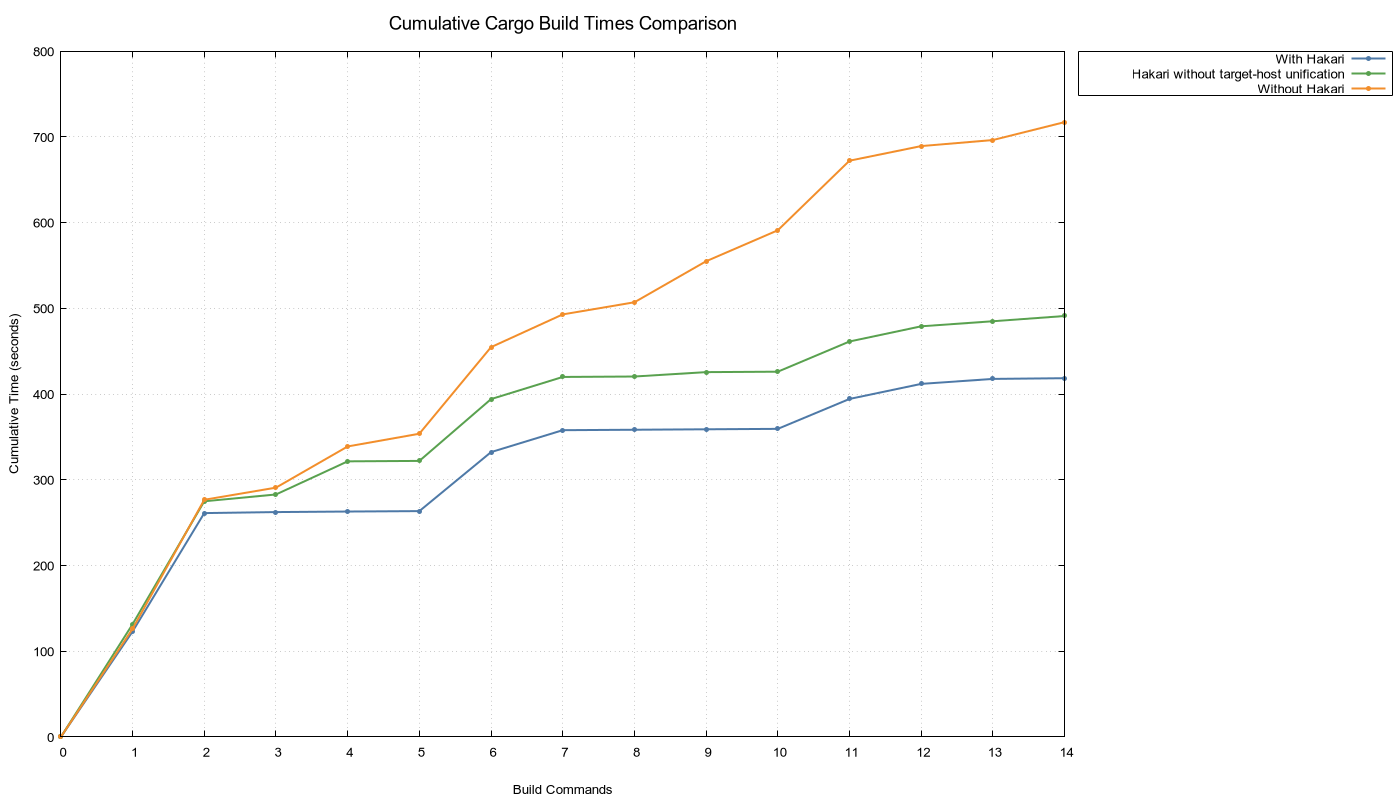 Cumulative Cargo Build Times Comparison
With Hakari
Hakari without target-host unification
Without Hakari
800
700
600
500
400
300
200
100
0
Cumulative Time (seconds)
0 1 2 3 4 5 6 7 8 9 10 11 12 13 14
Build Commands